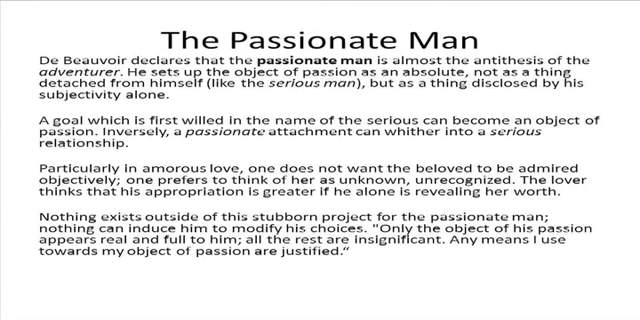 The Passionate Man
De Beauvoir declares that the passionate man is almost the antithesis of the
adventurer. He sets up the object of passion as an absolute, not as a thing
detached from himself (like the serious man), but as a thing disclosed by his
subjectivity alone.
A goal which is first willed in the name of the serious can become an object of
passion. Inversely, a passionate attachment can whither into a serious
relationship.
Particularly in amorous love, one does not want the beloved to be admired
objectively; one prefers to think of her as unknown, unrecognized. The lover
thinks that his appropriation is greater if he alone is revealing her worth.
Nothing exists outside of this stubborn project for the passionate man;
nothing can induce him to modify his choices. "Only the object of his passion
appears real and full to him; all the rest are insignificant. Any means I use
towards my object of passion are justified.“